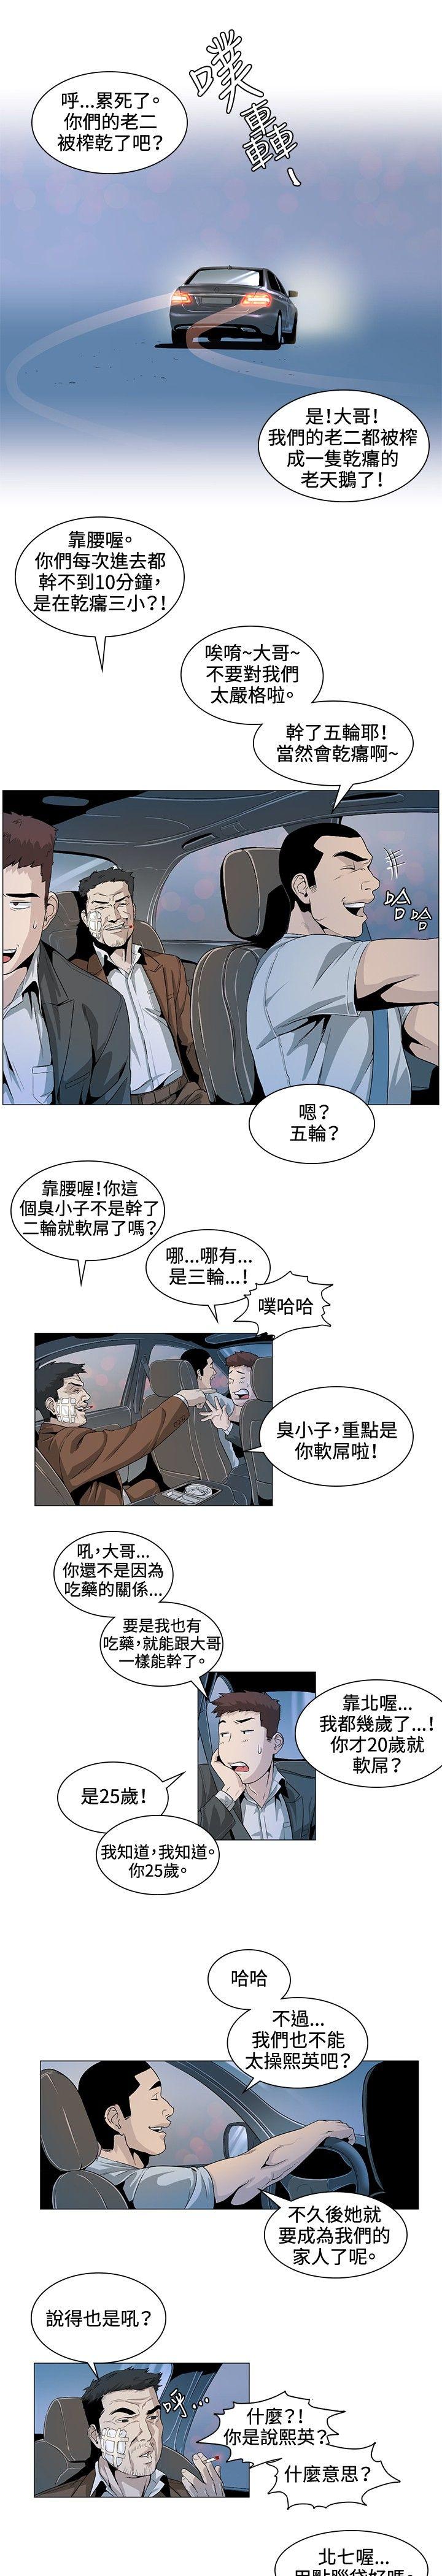 噗
轟
轟
呼...累死了。
你們的老二
被榨乾了吧?
是!大哥!
我們的老二都被榨
成一隻乾癟的
老天鵝了!
靠腰喔。
你們每次進去都
幹不到10分鐘,
是在乾癟三小?!
唉唷~大哥~
不要對我們
太嚴格啦。
幹了五輪耶!
當然會乾癟啊~
哈
哈
嗯?
五輪?
靠腰喔!你這
個臭小子不是幹了
二輪就軟屌了嗎?
哪...哪有...
是三輪...!
噗哈哈
臭小子,重點是
你軟屌啦!
吼,大哥...
你還不是因為
吃藥的關係...
要是我也有
吃藥,就能跟大哥
一樣能幹了。
靠北喔...
我都幾歲了...!
你才20歲就
軟屌?
是25歲!
我知道,我知道。
你25歲。
哈哈
不過...
我們也不能
太操熙英吧?
不久後她就
要成為我們的
家人了呢。
說得也是吼?
呼...
什麼?!
你是說熙英?
什麼意思?
北七喔...
用點腦袋好嗎。